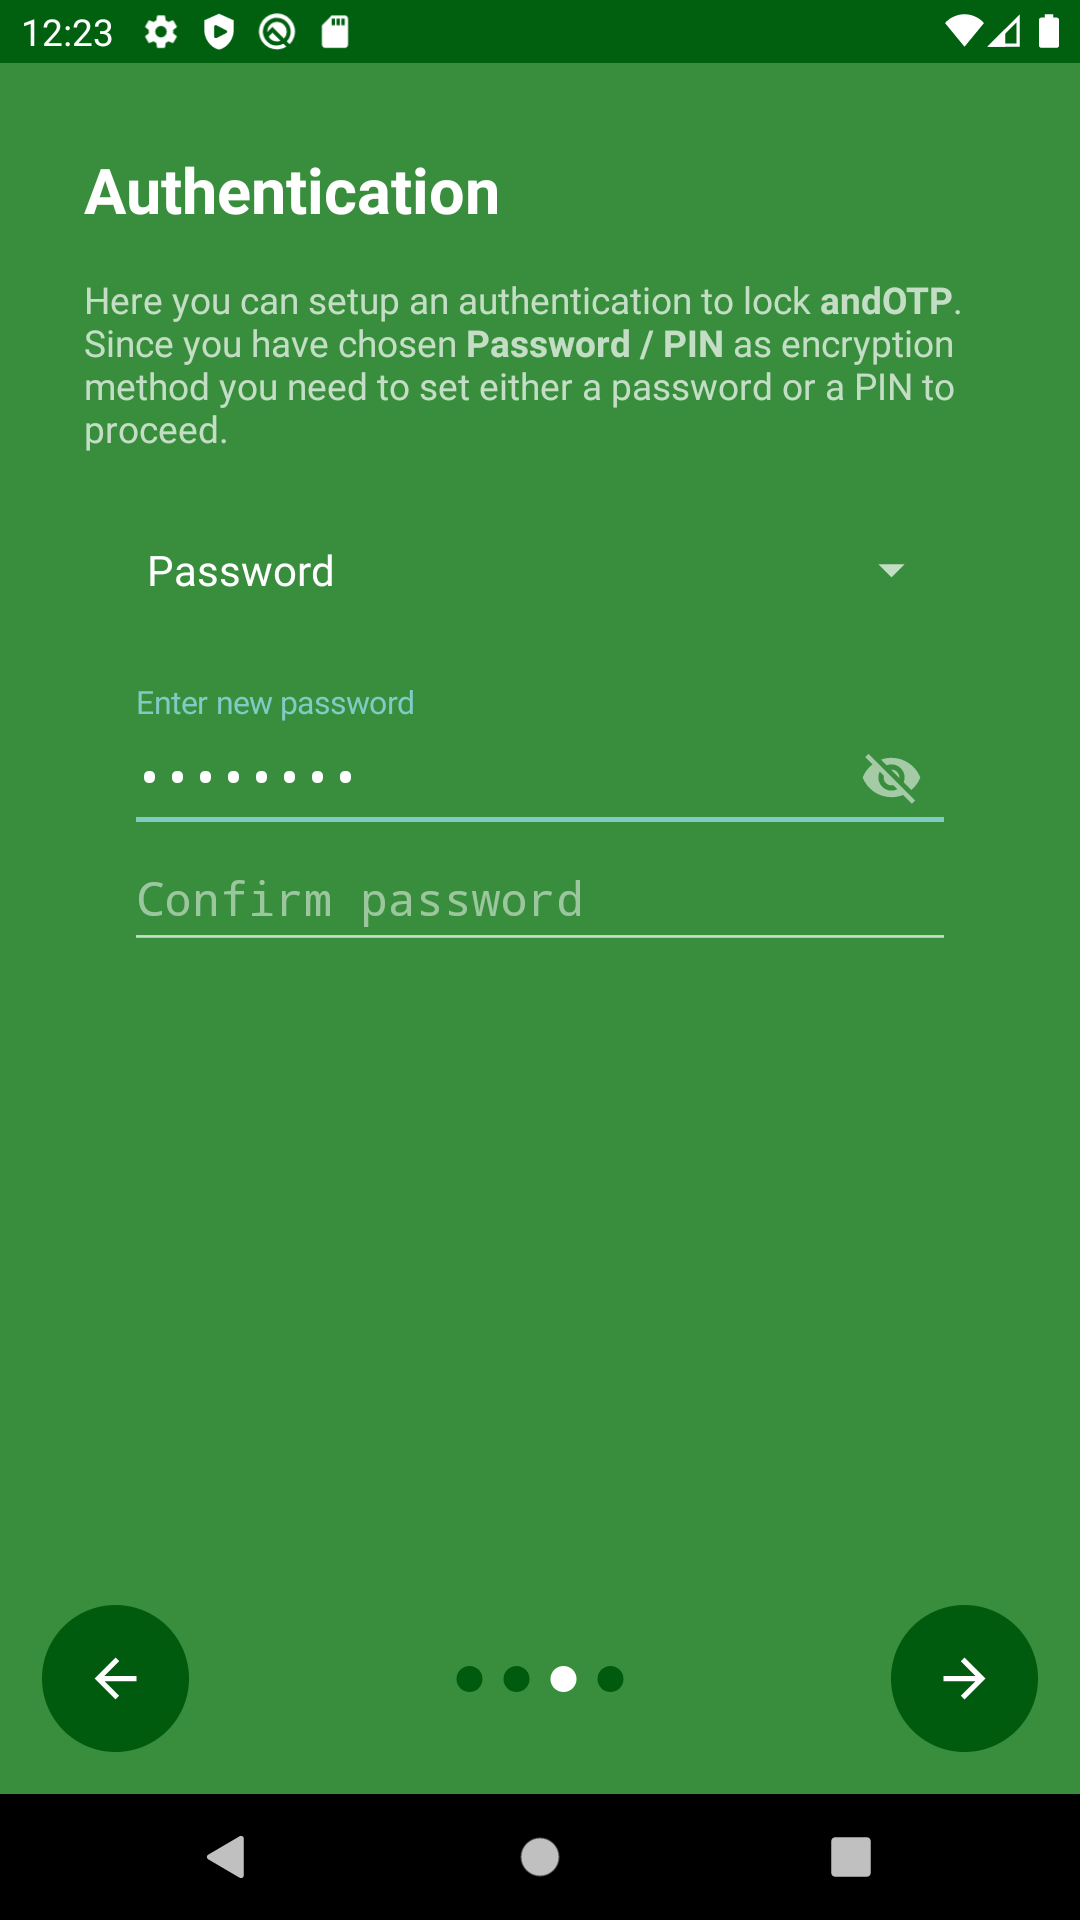 12:23
Authentication
Here you can setup an authentication to lock andOTP.
Since you have chosen Password / PIN as encryption
method you need to set either a password or a PIN to
proceed.
Password
Enter new password
••••••••
Confirm password